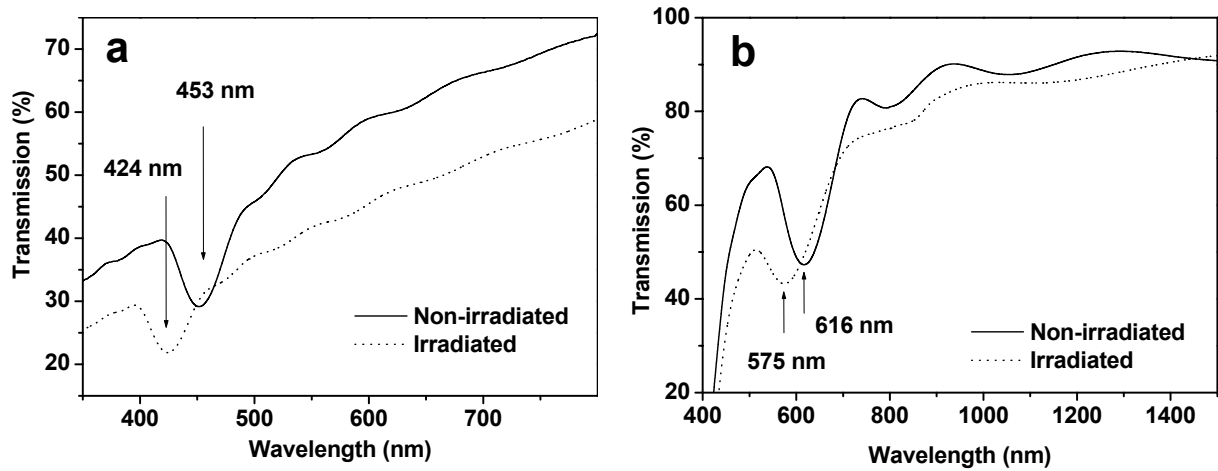 a
453 nm
424 nm
Transmission (%)
70
60
50
40
30
20
Non-irradiated
Irradiated
400 500 600 700
Wavelength (nm)
b
Transmission (%)
100
80
60
40
20
616 nm
575 nm
Non-irradiated
Irradiated
400 600 800 1000 1200 1400
Wavelength (nm)